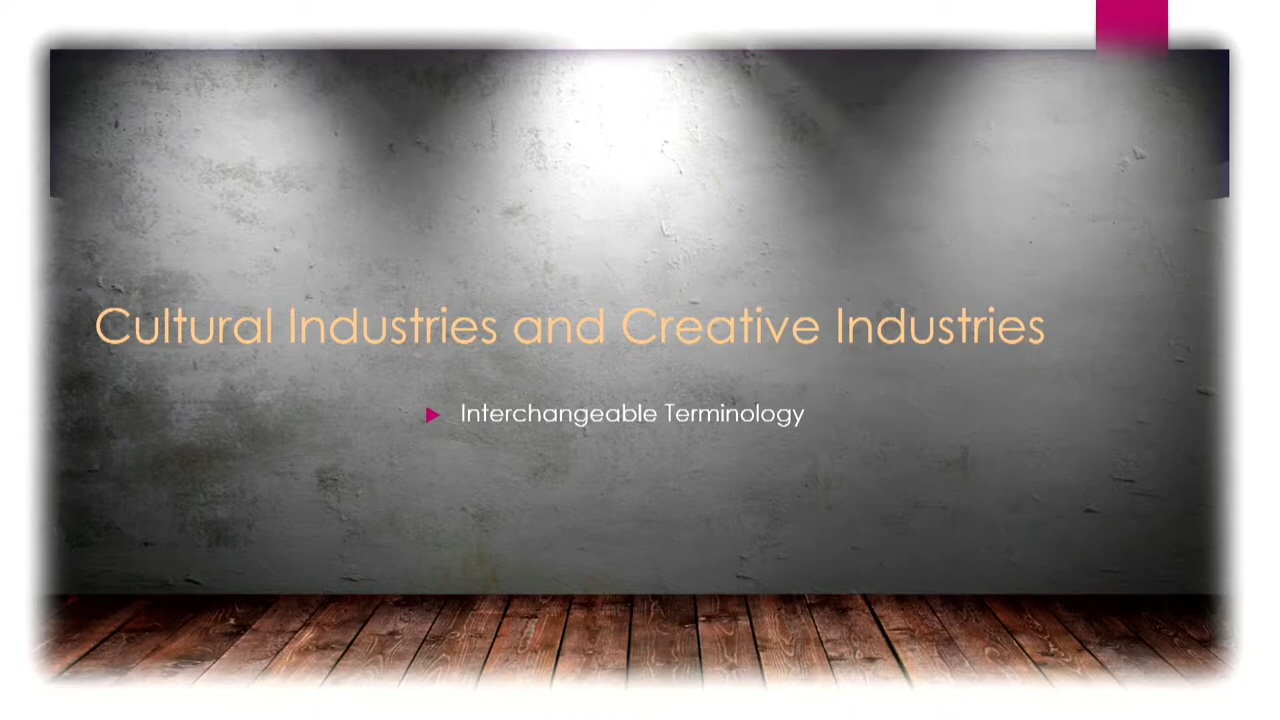 Cultural Industries and Creative Industries
Interchangeable Terminology